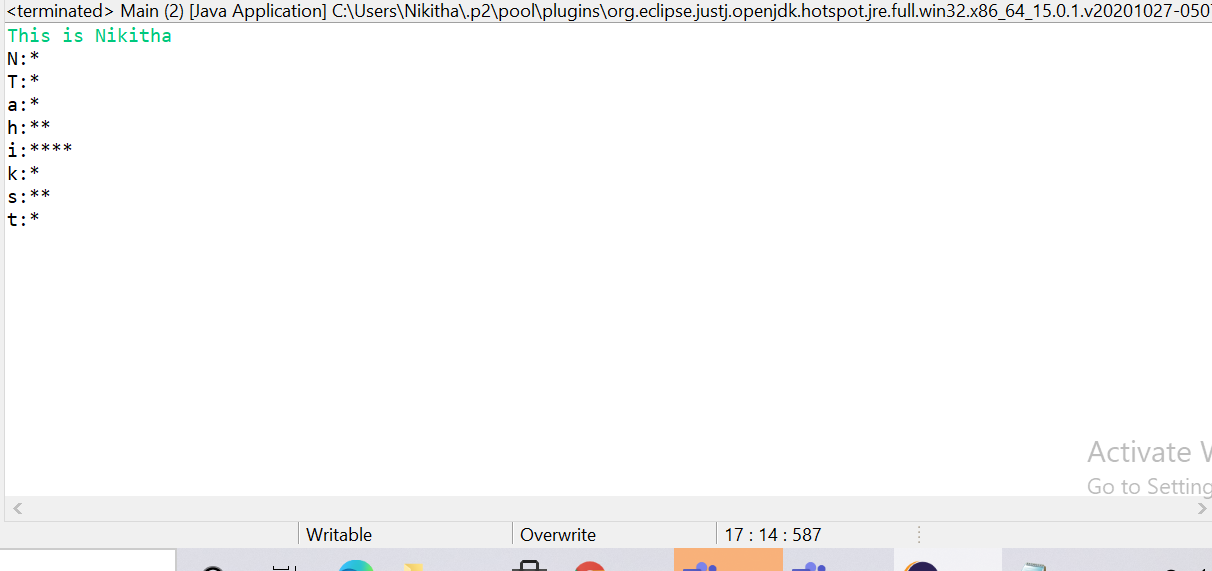 <terminated> Main (2) [Java Application] C:\Users\Nikitha\.p2\pool\plugins\org.eclipse.justj.openjdk.hotspot.jre.full.win32.x86_64_15.0.1.v20201027-0507
This is Nikitha
N:*
T:*
a:*
h:**
i:****
k:*
s:**
t:*
Activate
Go to Setting
Writable
Overwrite
17 : 14 : 587